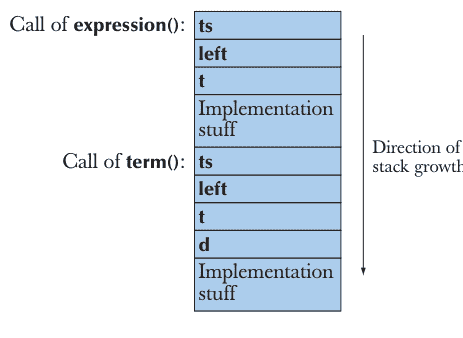 Call of expression(): ts
left
t
Implementation
stuff
Call of term(): ts
left
t
d
Implementation
stuff
Direction of
stack growth